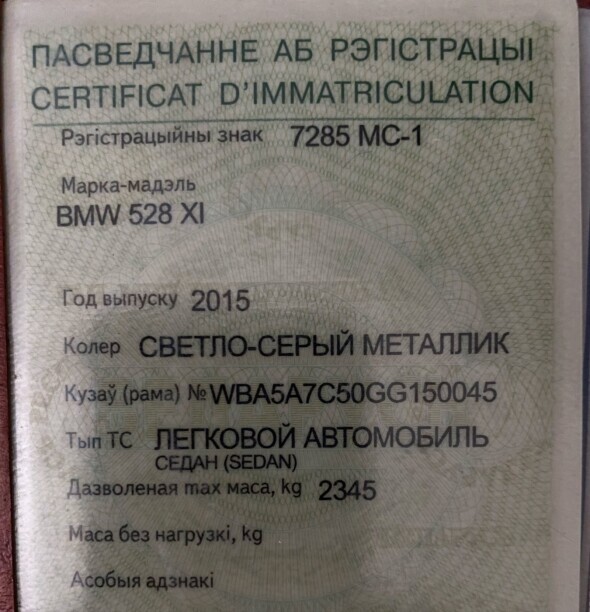 ПАСВЕДЧАННЕ АБ РЭГІСТРАЦЫІ
CERTIFICAT D'IMMATRICULATION
Рэгістрацыйны знак 7285 МС-1
Марка-мадэль
BMW 528 XI
Год выпуску 2015
Колер СВЕТЛО-СЕРЫЙ МЕТАЛЛИК
Кузаў (рама) № WBA5A7C50GG150045
Тып ТС ЛЕГКОВОЙ АВТОМОБИЛЬ
СЕДАН (SEDAN)
Дазволеная max маса, kg 2345
Маса без нагрузкі, kg
Асобыя адзнакі